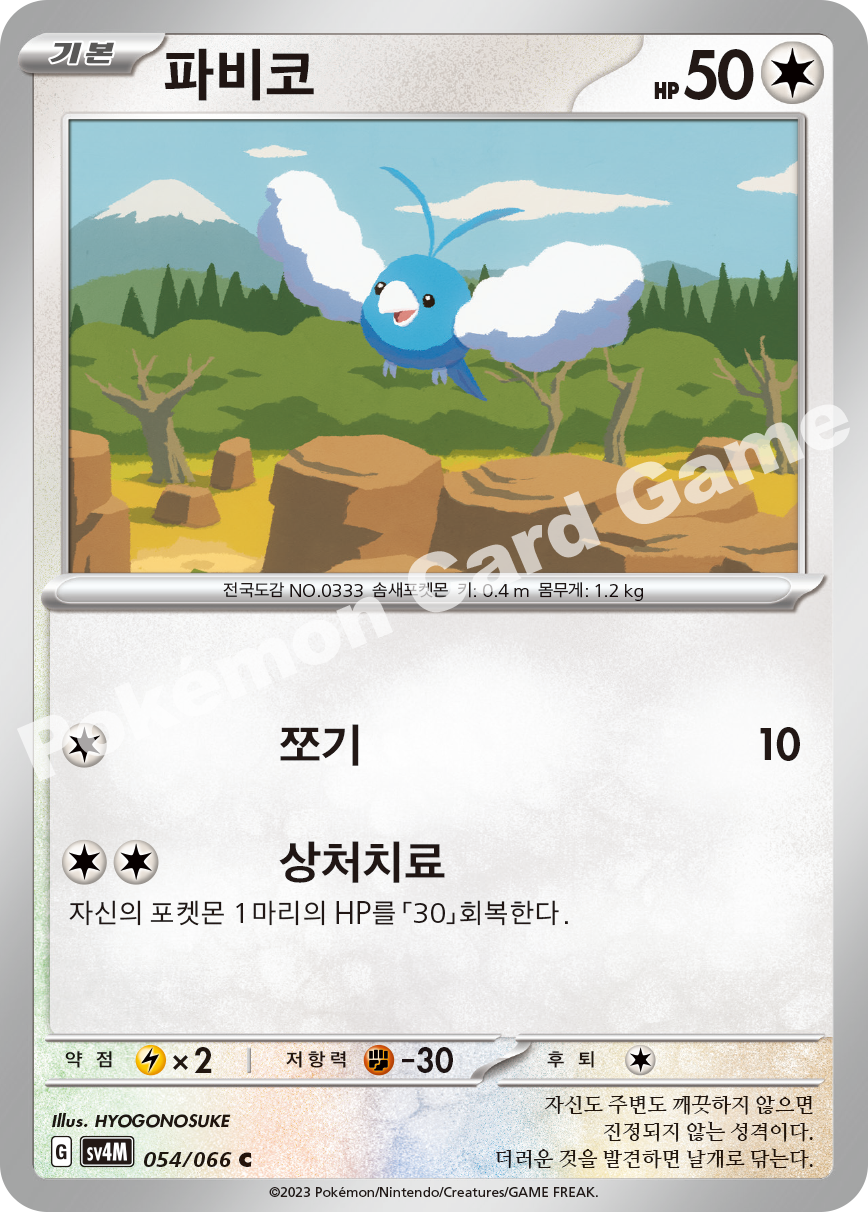 기본 파비코 HP 50
전국도감 NO.0333 솜새포켓몬 키: 0.4 m 몸무게: 1.2 kg
Pokémon Card Game
쪼기 10
상처치료
자신의 포켓몬 1마리의 HP를 「30」회복한다.
약점 ×2 저항력 -30 후퇴
Illus. HYOGONOSUKE
G sv4M 054/066 C
자신도 주변도 깨끗하지 않으면
진정되지 않는 성격이다.
더러운 것을 발견하면 날개로 닦는다.
©2023 Pokémon/Nintendo/Creatures/GAME FREAK.